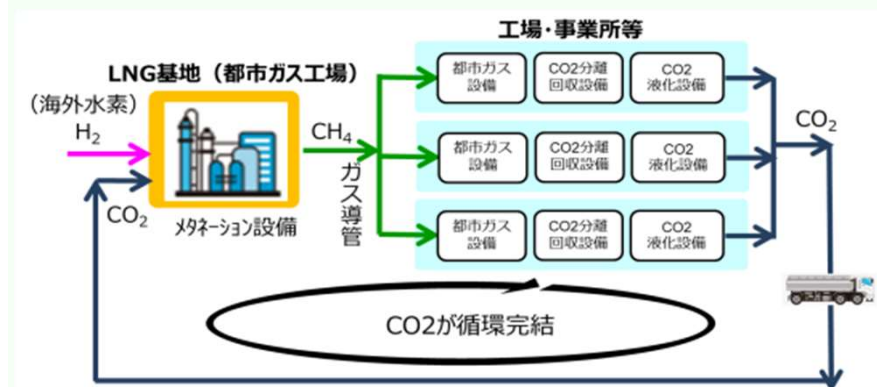 工場・事業所等
LNG基地（都市ガス工場）
（海外水素）
H₂
CO₂
メタネーション設備
CH₄
ガス導管
都市ガス
設備
CO2分離
回収設備
CO2
液化設備
都市ガス
設備
CO2分離
回収設備
CO2
液化設備
都市ガス
設備
CO2分離
回収設備
CO2
液化設備
CO₂
CO2が循環完結